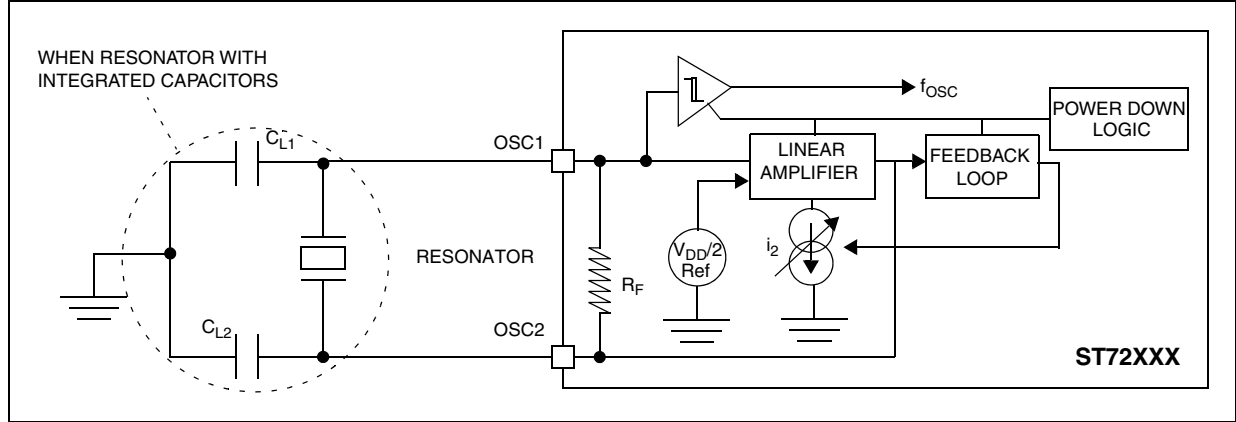 WHEN RESONATOR WITH
INTEGRATED CAPACITORS
CL1
CL2
RESONATOR
OSC1
OSC2
RF
fOSC
POWER DOWN
LOGIC
LINEAR
AMPLIFIER
FEEDBACK
LOOP
VDD/2
Ref
i2
ST72XXX